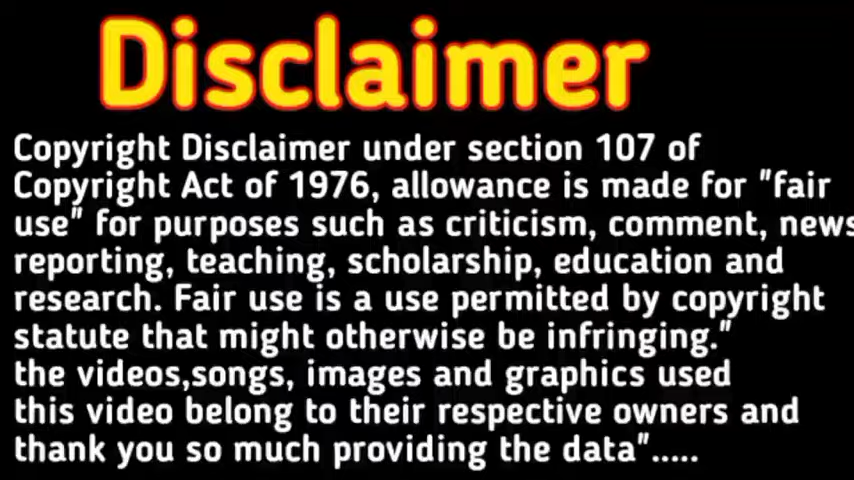 Disclaimer
Copyright Disclaimer under section 107 of
Copyright Act of 1976, allowance is made for "fair
use" for purposes such as criticism, comment, news
reporting, teaching, scholarship, education and
research. Fair use is a use permitted by copyright
statute that might otherwise be infringing."
the videos,songs, images and graphics used
this video belong to their respective owners and
thank you so much providing the data".....